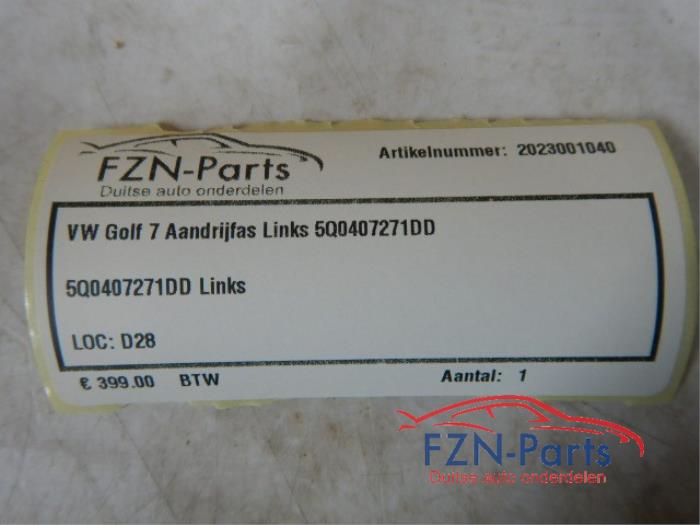 FZN-Parts
Duitse auto onderdelen
Artikelnummer: 2023001040
VW Golf 7 Aandrijfas Links 5Q0407271DD
5Q0407271DD Links
LOC: D28
€ 399.00 BTW
Aantal: 1
FZN-Parts
Duitse auto onderdelen